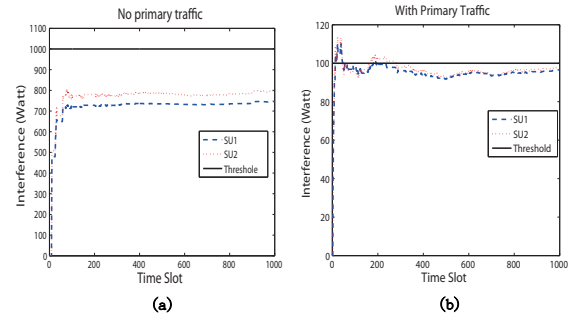 No primary traffic
Interference (Watt)
1100
1000
900
800
700
600
500
400
300
200
100
0
0 200 400 600 800 1000
Time Slot
SU1
SU2
Threshole
(a)
With Primary Traffic
Interference (Watt)
120
100
80
60
40
20
0
0 200 400 600 800 1000
Time Slot
SU1
SU2
Threshold
(b)